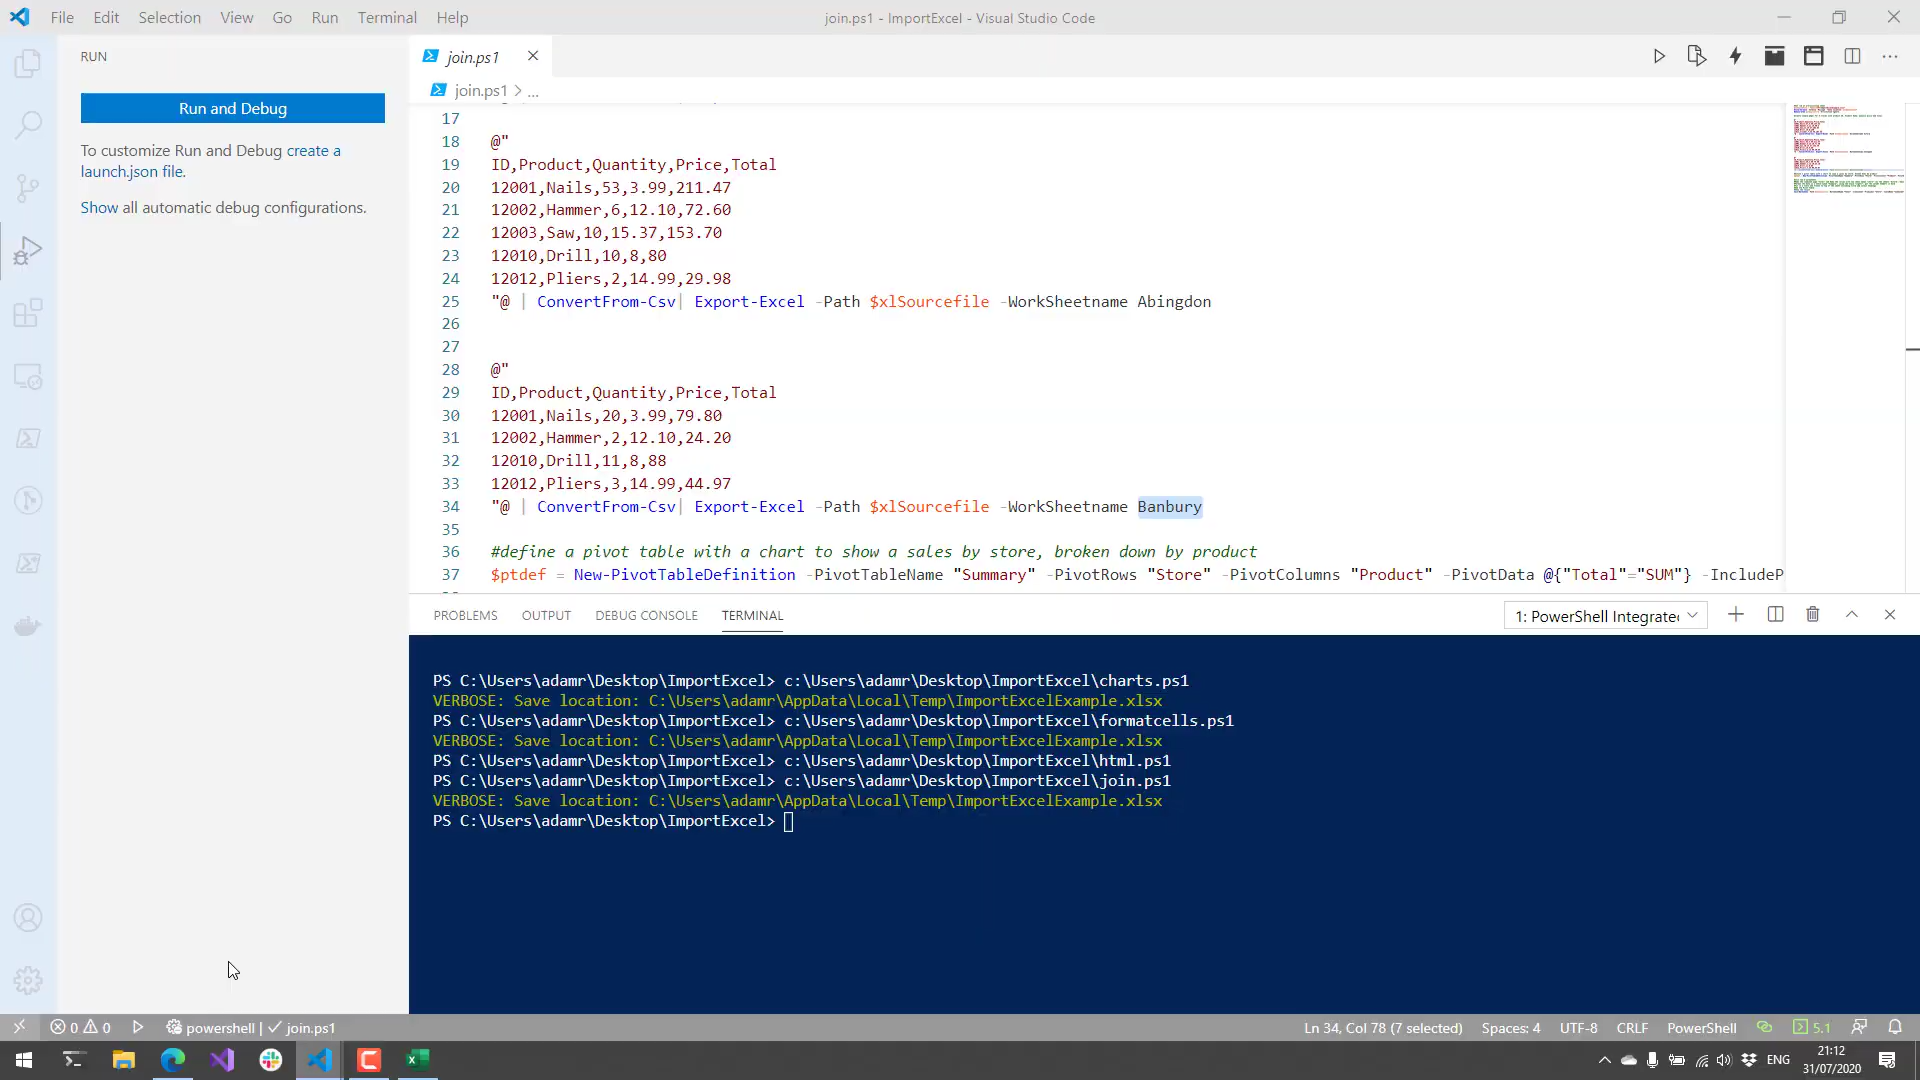 File Edit Selection View Go Run Terminal Help
join.ps1 - ImportExcel - Visual Studio Code
RUN
Run and Debug
To customize Run and Debug create a
launch.json file.
Show all automatic debug configurations.
join.ps1
join.ps1 > ...
17
18 @"
19 ID,Product,Quantity,Price,Total
20 12001,Nails,53,3.99,211.47
21 12002,Hammer,6,12.10,72.60
22 12003,Saw,10,15.37,153.70
23 12010,Drill,10,8,80
24 12012,Pliers,2,14.99,29.98
25 "@ | ConvertFrom-Csv| Export-Excel -Path $xlSourcefile -WorkSheetname Abingdon
26
27
28 @"
29 ID,Product,Quantity,Price,Total
30 12001,Nails,20,3.99,79.80
31 12002,Hammer,2,12.10,24.20
32 12010,Drill,11,8,88
33 12012,Pliers,3,14.99,44.97
34 "@ | ConvertFrom-Csv| Export-Excel -Path $xlSourcefile -WorkSheetname Banbury
35
36 #define a pivot table with a chart to show a sales by store, broken down by product
37 $ptdef = New-PivotTableDefinition -PivotTableName "Summary" -PivotRows "Store" -PivotColumns "Product" -PivotData @{"Total"="SUM"} -IncludeP
PROBLEMS OUTPUT DEBUG CONSOLE TERMINAL
1: PowerShell Integrated
PS C:\Users\adamr\Desktop\ImportExcel> c:\Users\adamr\Desktop\ImportExcel\charts.ps1
VERBOSE: Save location: C:\Users\adamr\AppData\Local\Temp\ImportExcelExample.xlsx
PS C:\Users\adamr\Desktop\ImportExcel> c:\Users\adamr\Desktop\ImportExcel\formatcells.ps1
VERBOSE: Save location: C:\Users\adamr\AppData\Local\Temp\ImportExcelExample.xlsx
PS C:\Users\adamr\Desktop\ImportExcel> c:\Users\adamr\Desktop\ImportExcel\html.ps1
PS C:\Users\adamr\Desktop\ImportExcel> c:\Users\adamr\Desktop\ImportExcel\join.ps1
VERBOSE: Save location: C:\Users\adamr\AppData\Local\Temp\ImportExcelExample.xlsx
PS C:\Users\adamr\Desktop\ImportExcel>
0 0 powershell | ✓ join.ps1
Ln 34, Col 78 (7 selected) Spaces: 4 UTF-8 CRLF PowerShell 5.1
ENG
21:12
31/07/2020